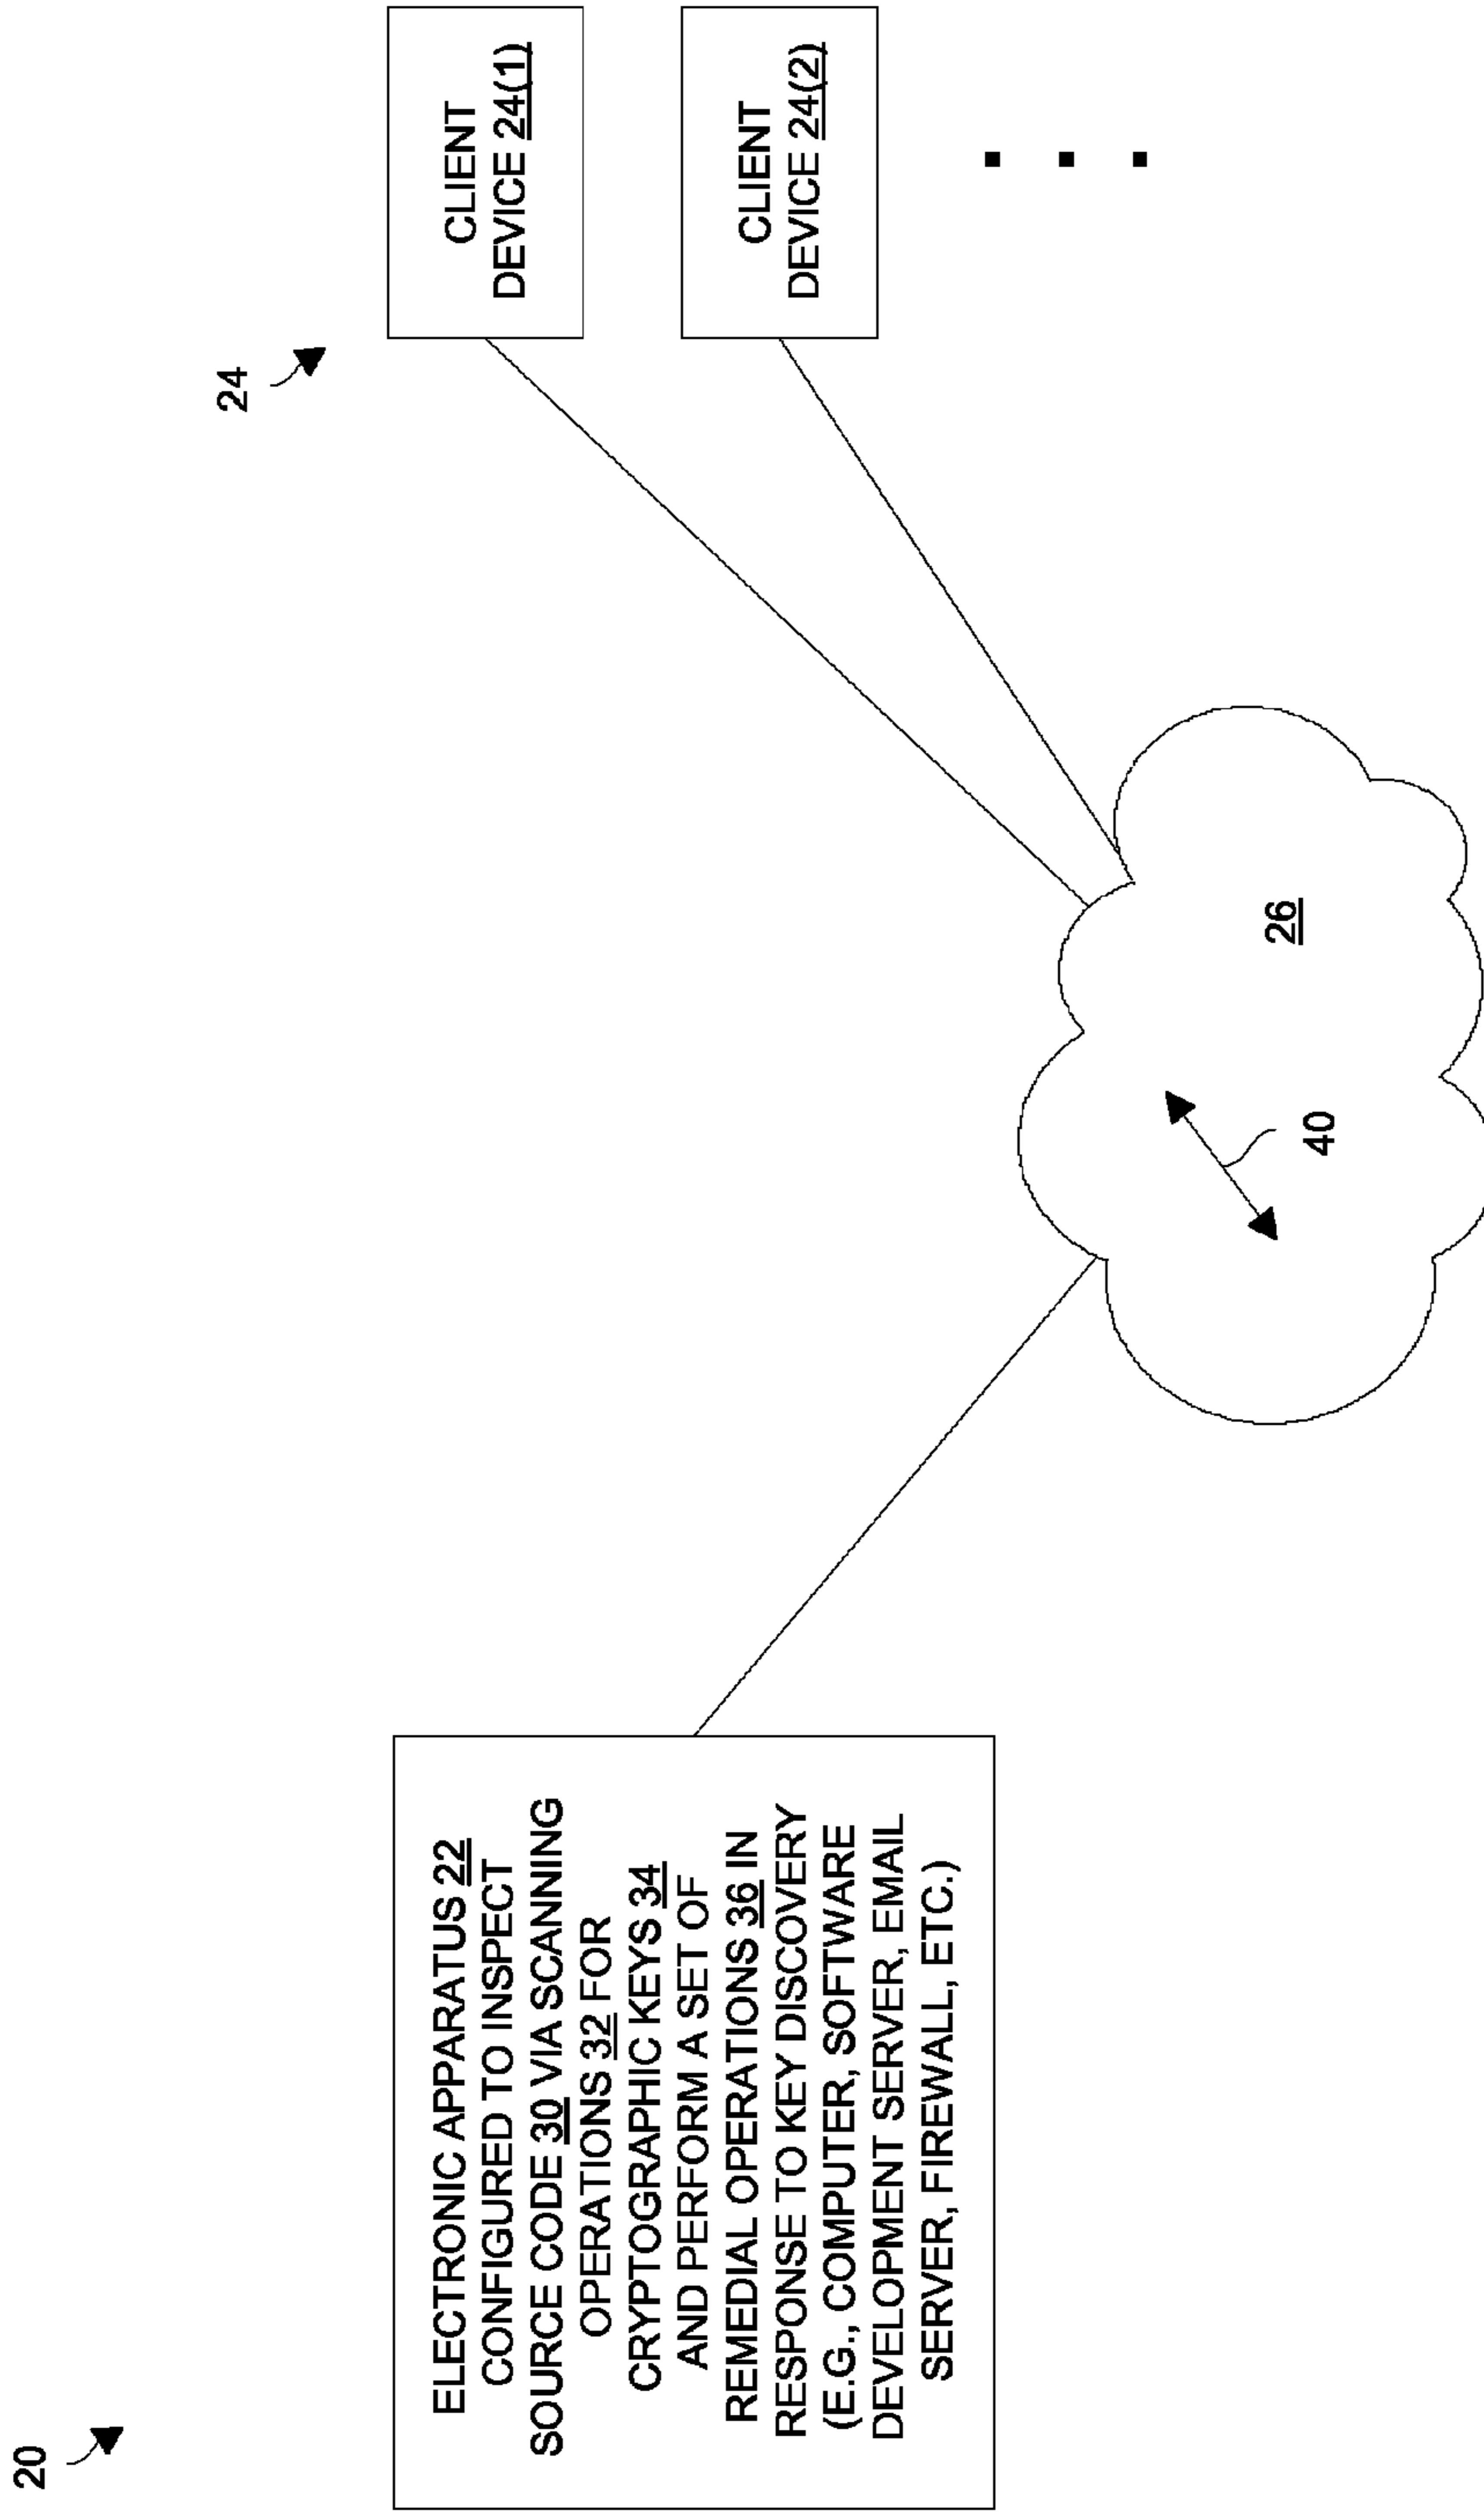 20
ELECTRONIC APPARATUS 22
CONFIGURED TO INSPECT
SOURCE CODE 30 VIA SCANNING
OPERATIONS 32 FOR
CRYPTOGRAPHIC KEYS 34
AND PERFORM A SET OF
REMEDIAL OPERATIONS 36 IN
RESPONSE TO KEY DISCOVERY
(E.G., COMPUTER, SOFTWARE
DEVELOPMENT SERVER, EMAIL
SERVER, FIREWALL, ETC.)
24
CLIENT
DEVICE 24(1)
CLIENT
DEVICE 24(2)
26
40